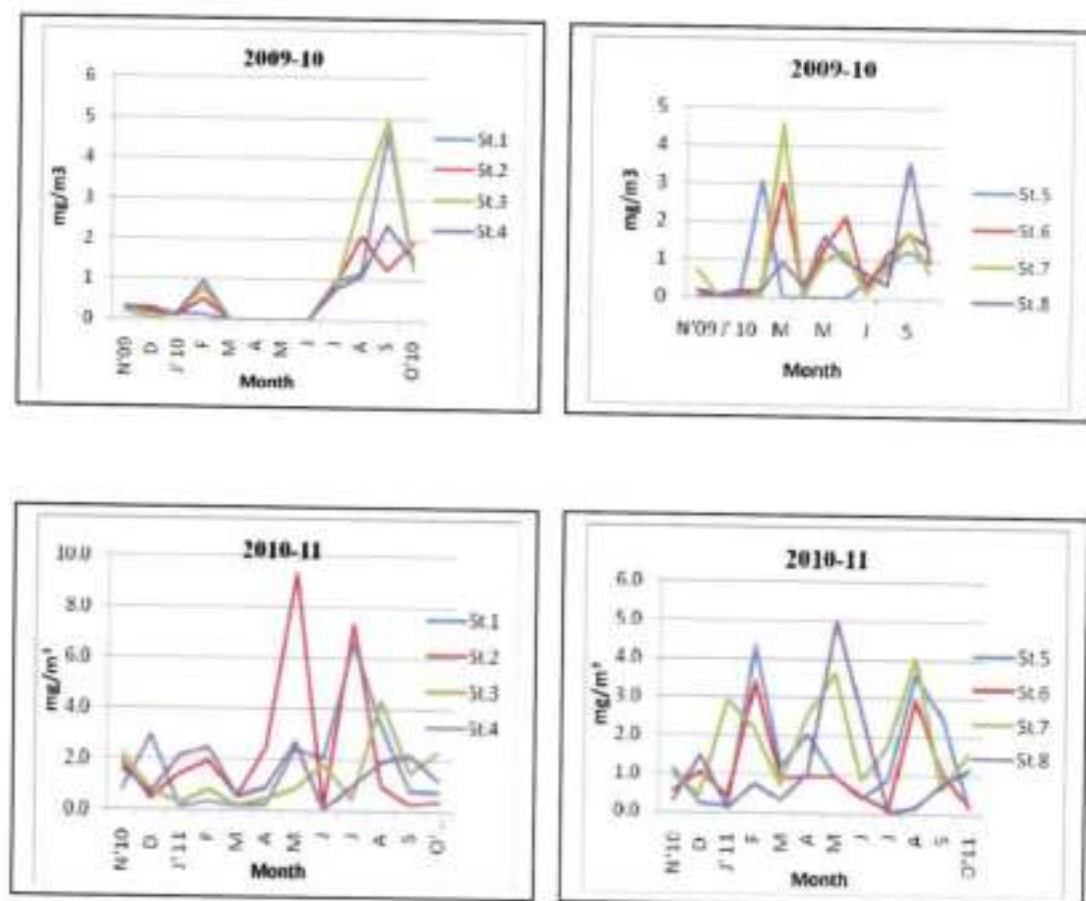 2009-10
6
5
4
3
2
1
0
mg/m3
N'09
D
J'10
F
M
A
M
J
J
A
S
O'10
Month
St.1
St.2
St.3
St.4
2009-10
5
4
3
2
1
0
mg/m3
N'09
J'10
M
M
J
S
Month
St.5
St.6
St.7
St.8
2010-11
10.0
8.0
6.0
4.0
2.0
0.0
mg/m³
N'10
D
J'11
F
M
A
M
J
J
A
S
O'...
Month
St.1
St.2
St.3
St.4
2010-11
6.0
5.0
4.0
3.0
2.0
1.0
0.0
mg/m³
N'10
D
J'11
F
M
A
M
J
J
A
S
O'11
Month
St.5
St.6
St.7
St.8